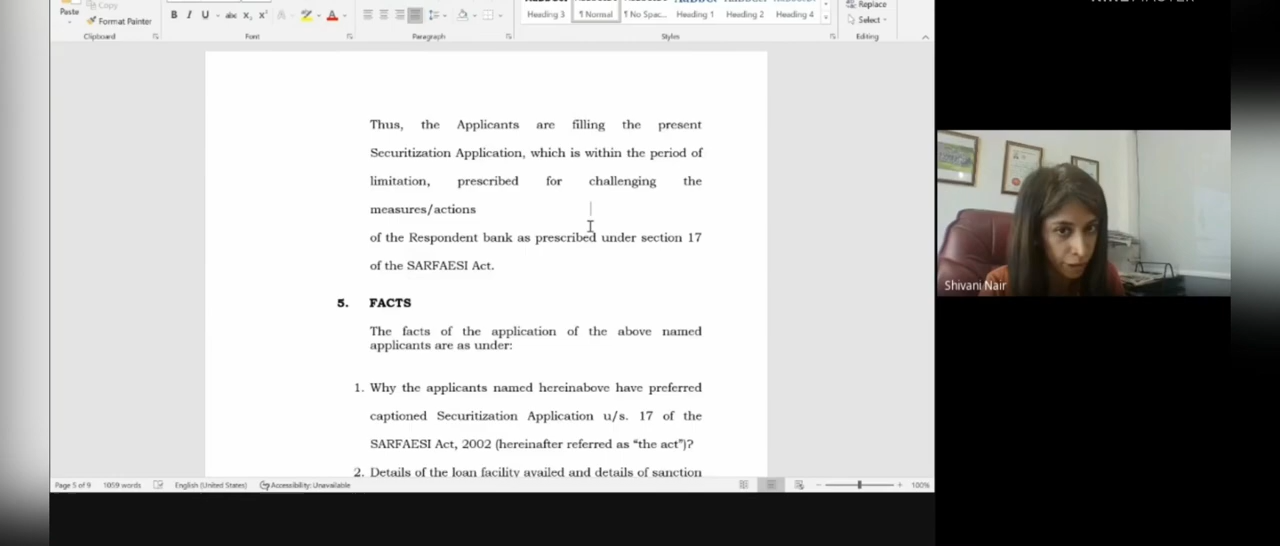 Copy
Replace
Paste
Format Painter
B I U abc x, x²
A
Heading 3
¶ Normal
¶ No Spac...
Heading 1
Heading 2
Heading 4
Select
Clipboard
Font
Paragraph
Styles
Editing
Thus, the Applicants are filling the present
Securitization Application, which is within the period of
limitation, prescribed for challenging the
measures/actions
of the Respondent bank as prescribed under section 17
of the SARFAESI Act.
5. FACTS
The facts of the application of the above named
applicants are as under:
1. Why the applicants named hereinabove have preferred
captioned Securitization Application u/s. 17 of the
SARFAESI Act, 2002 (hereinafter referred as “the act”)?
2. Details of the loan facility availed and details of sanction
Shivani Nair
Page 5 of 9
1059 words
English (United States)
Accessibility: Unavailable
100%